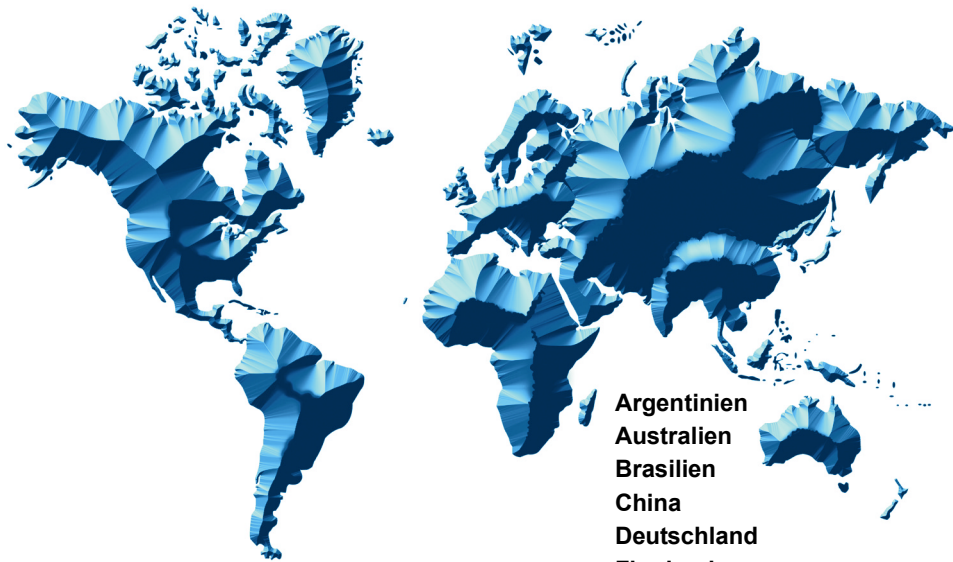 Argentinien
Australien
Brasilien
China
Deutschland